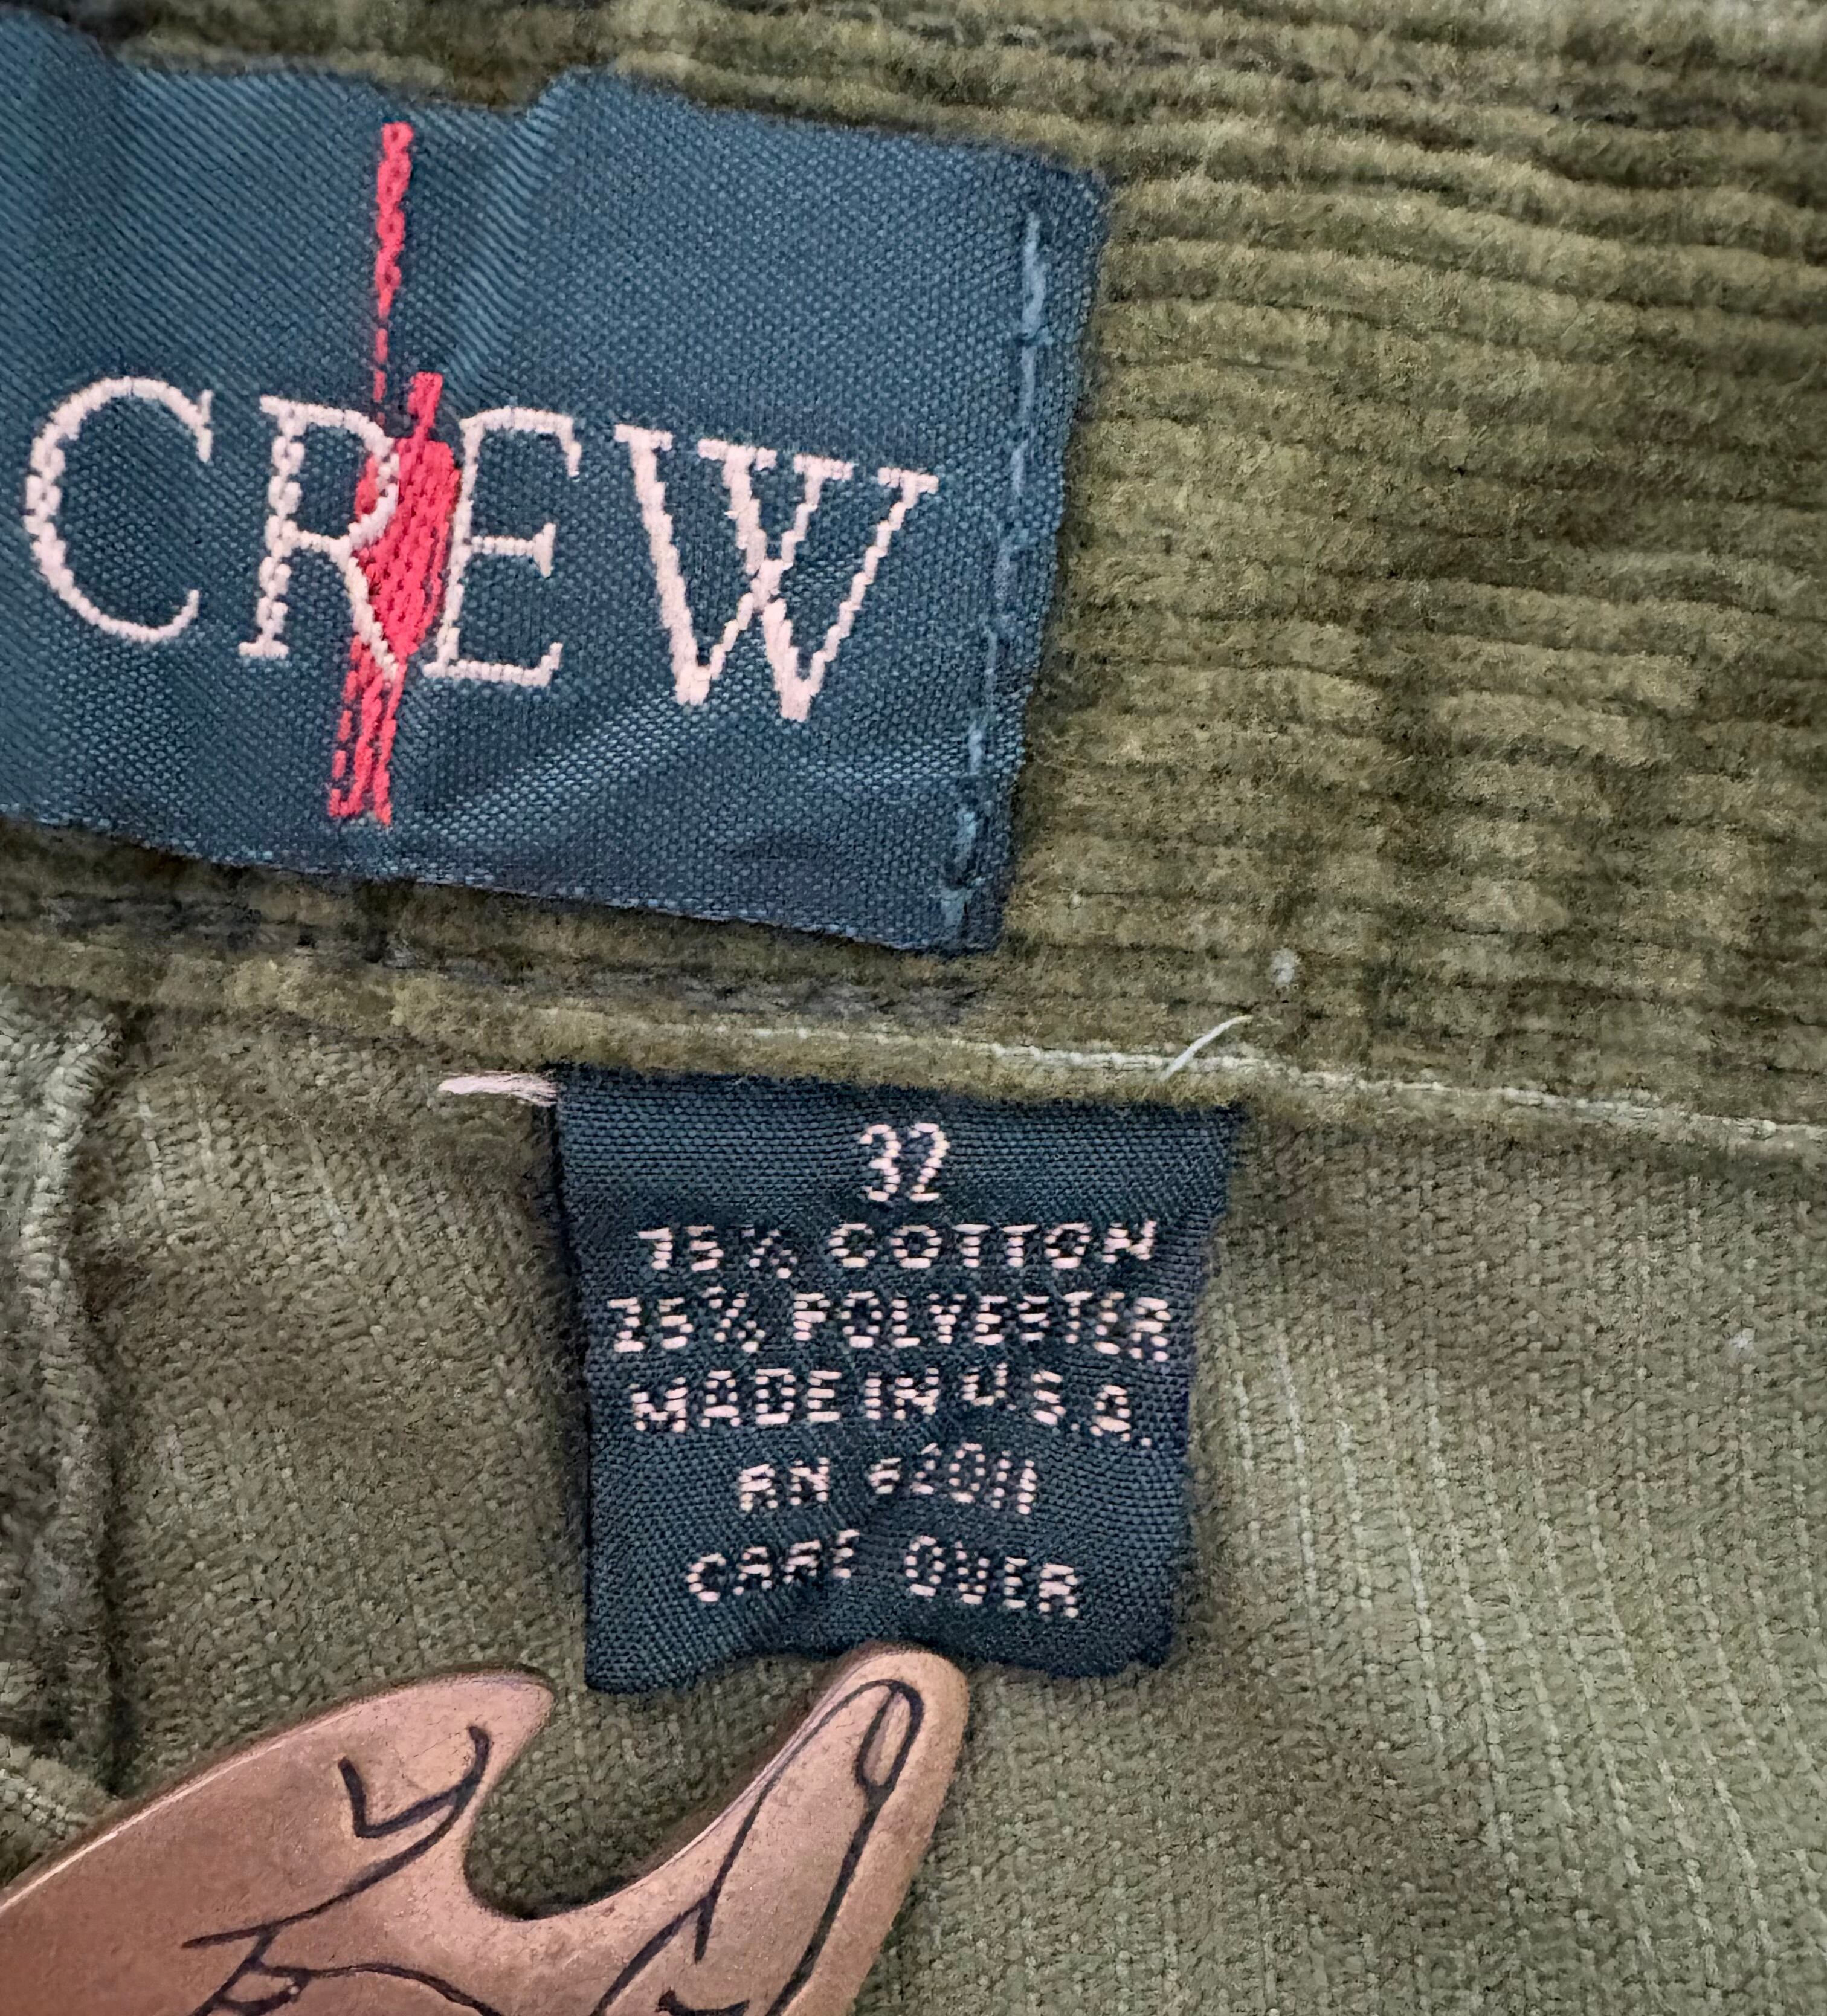 CREW
32
75% COTTON
25% POLYESTER
MADE IN U.S.A.
RN
CARE OVER